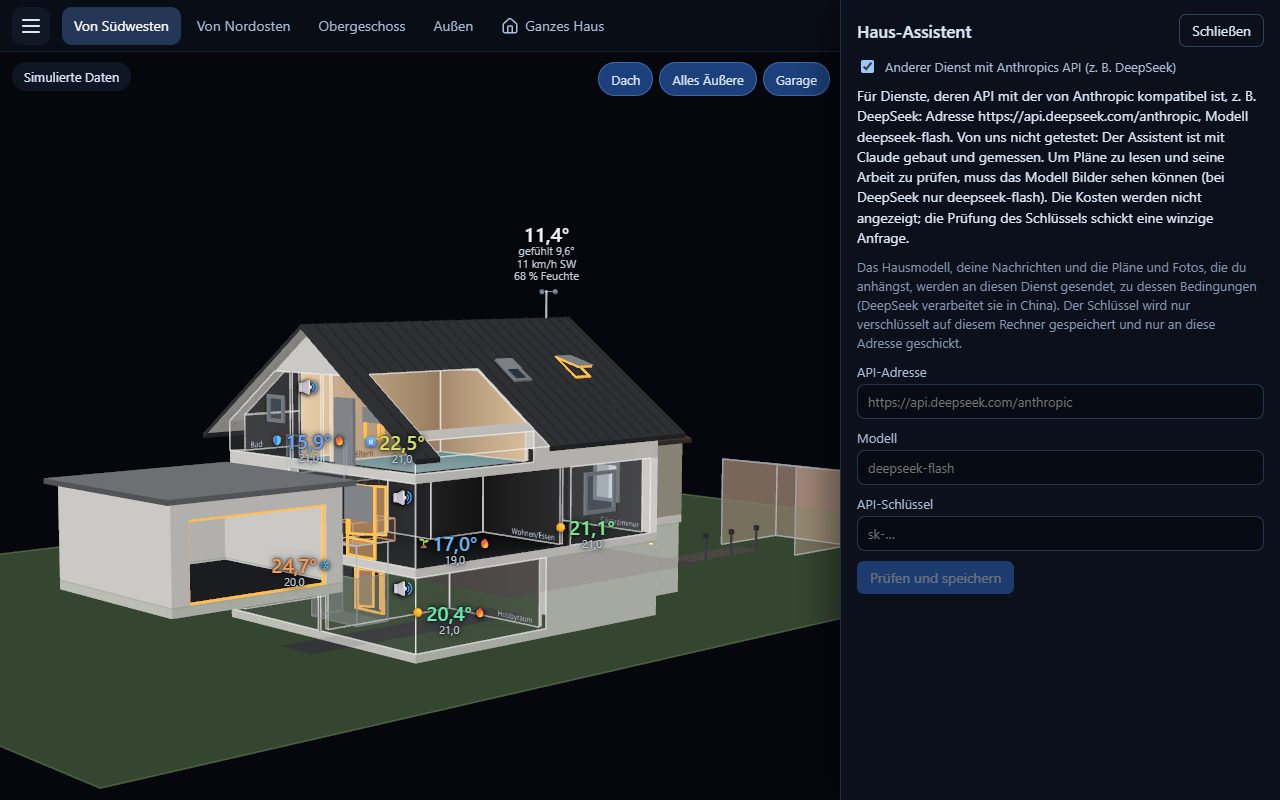 Von Südwesten
Von Nordosten
Obergeschoss
Außen
Ganzes Haus
Simulierte Daten
Dach
Alles Äußere
Garage
11,4°
gefühlt 9,6°
11 km/h SW
68 % Feuchte
Bad
15,9°
21,0
Eltern
22,5°
21,0
Wohnen/Essen
17,0°
19,0
21,1°
21,0
24,7°
20,0
20,4°
21,0
Hobbyraum
Haus-Assistent
Schließen
Anderer Dienst mit Anthropics API (z. B. DeepSeek)
Für Dienste, deren API mit der von Anthropic kompatibel ist, z. B.
DeepSeek: Adresse https://api.deepseek.com/anthropic, Modell
deepseek-flash. Von uns nicht getestet: Der Assistent ist mit
Claude gebaut und gemessen. Um Pläne zu lesen und seine
Arbeit zu prüfen, muss das Modell Bilder sehen können (bei
DeepSeek nur deepseek-flash). Die Kosten werden nicht
angezeigt; die Prüfung des Schlüssels schickt eine winzige
Anfrage.
Das Hausmodell, deine Nachrichten und die Pläne und Fotos, die du
anhängst, werden an diesen Dienst gesendet, zu dessen Bedingungen
(DeepSeek verarbeitet sie in China). Der Schlüssel wird nur
verschlüsselt auf diesem Rechner gespeichert und nur an diese
Adresse geschickt.
API-Adresse
https://api.deepseek.com/anthropic
Modell
deepseek-flash
API-Schlüssel
sk-...
Prüfen und speichern